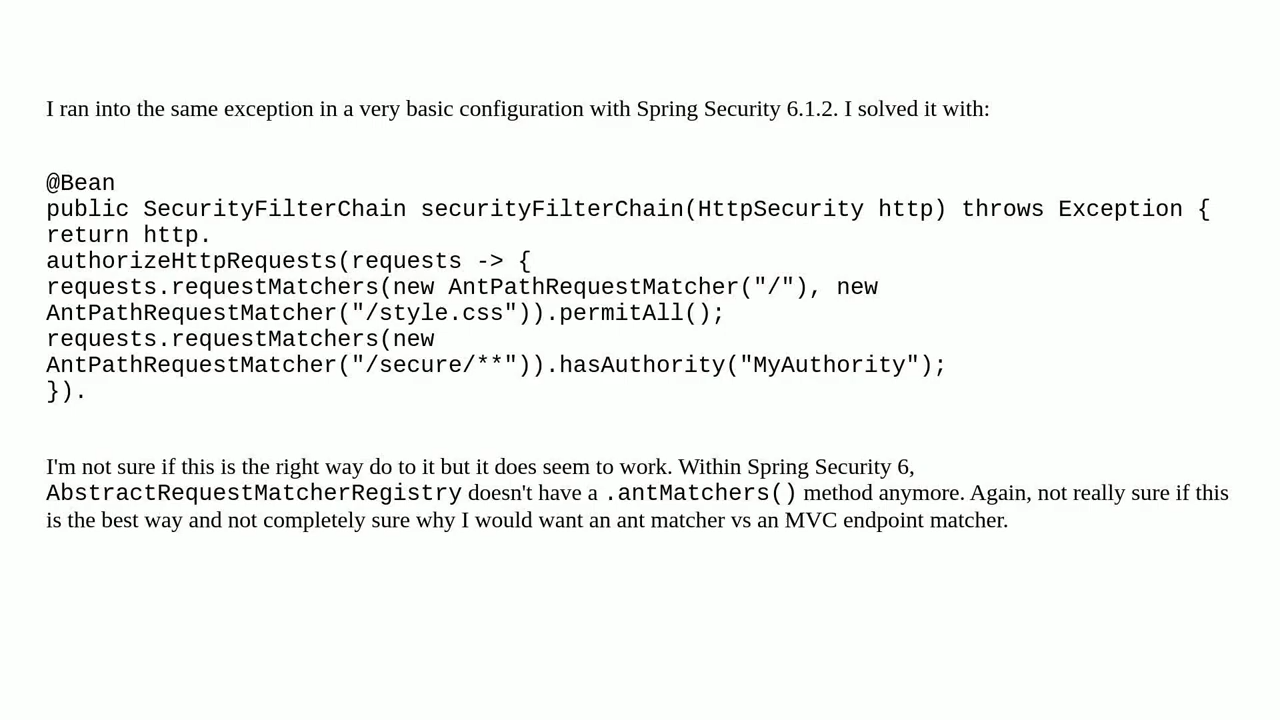 I ran into the same exception in a very basic configuration with Spring Security 6.1.2. I solved it with:
@Bean
public SecurityFilterChain securityFilterChain(HttpSecurity http) throws Exception {
return http.
authorizeHttpRequests(requests -> {
requests.requestMatchers(new AntPathRequestMatcher("/"), new
AntPathRequestMatcher("/style.css")).permitAll();
requests.requestMatchers(new
AntPathRequestMatcher("/secure/**")).hasAuthority("MyAuthority");
}).
I'm not sure if this is the right way do to it but it does seem to work. Within Spring Security 6,
AbstractRequestMatcherRegistry doesn't have a .antMatchers() method anymore. Again, not really sure if this
is the best way and not completely sure why I would want an ant matcher vs an MVC endpoint matcher.